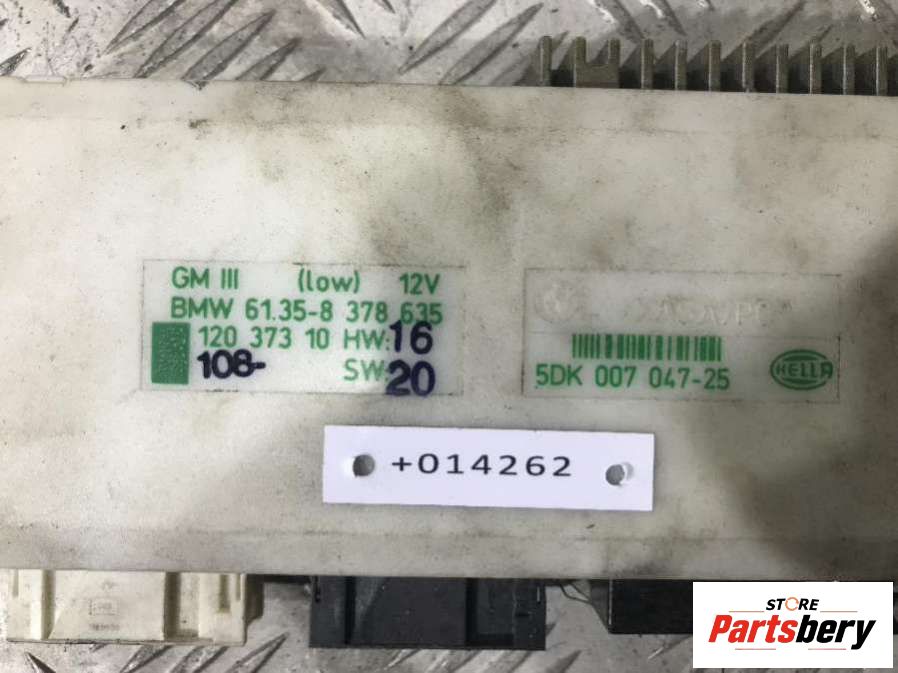 GM III (low) 12V
BMW 61.35-8 378 635
120 373 10 HW: 16
108- SW: 20
5DK 007 047-25
HELLA
+014262
STORE
Partsbery